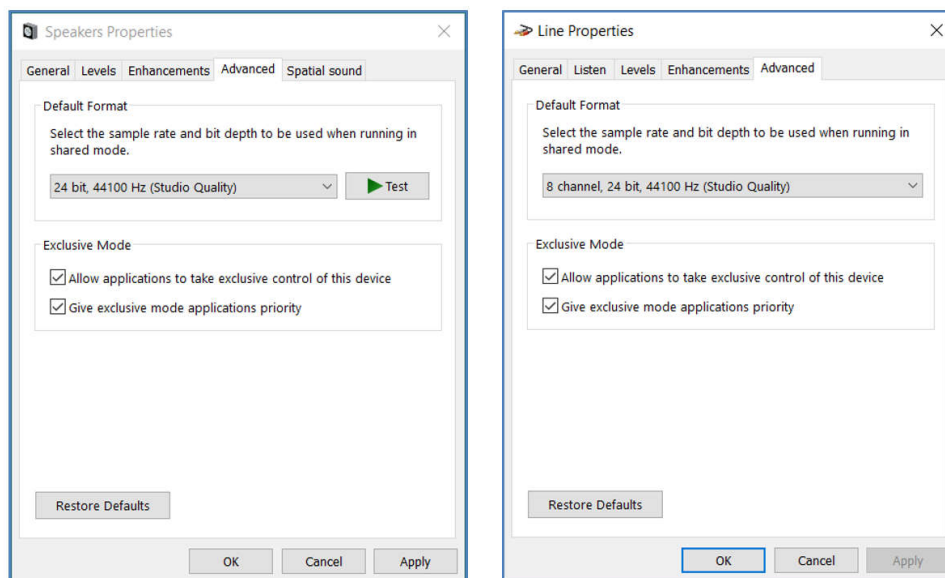 Speakers Properties
General Levels Enhancements Advanced Spatial sound
Default Format
Select the sample rate and bit depth to be used when running in
shared mode.
24 bit, 44100 Hz (Studio Quality)
Test
Exclusive Mode
Allow applications to take exclusive control of this device
Give exclusive mode applications priority
Restore Defaults
OK Cancel Apply
Line Properties
General Listen Levels Enhancements Advanced
Default Format
Select the sample rate and bit depth to be used when running in
shared mode.
8 channel, 24 bit, 44100 Hz (Studio Quality)
Exclusive Mode
Allow applications to take exclusive control of this device
Give exclusive mode applications priority
Restore Defaults
OK Cancel Apply